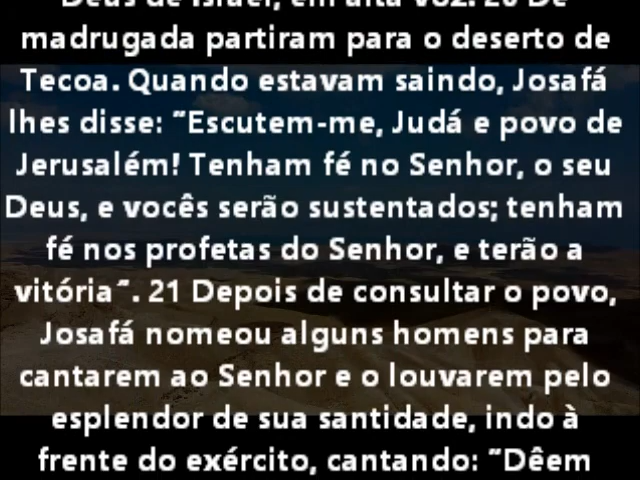 Deus de Israel, em alta voz. 20 De
madrugada partiram para o deserto de
Tecoa. Quando estavam saindo, Josafá
lhes disse: ˝Escutem-me, Judá e povo de
Jerusalém! Tenham fé no Senhor, o seu
Deus, e vocês serão sustentados; tenham
fé nos profetas do Senhor, e terão a
vitória˝. 21 Depois de consultar o povo,
Josafá nomeou alguns homens para
cantarem ao Senhor e o louvarem pelo
esplendor de sua santidade, indo à
frente do exército, cantando: ˝Dêem